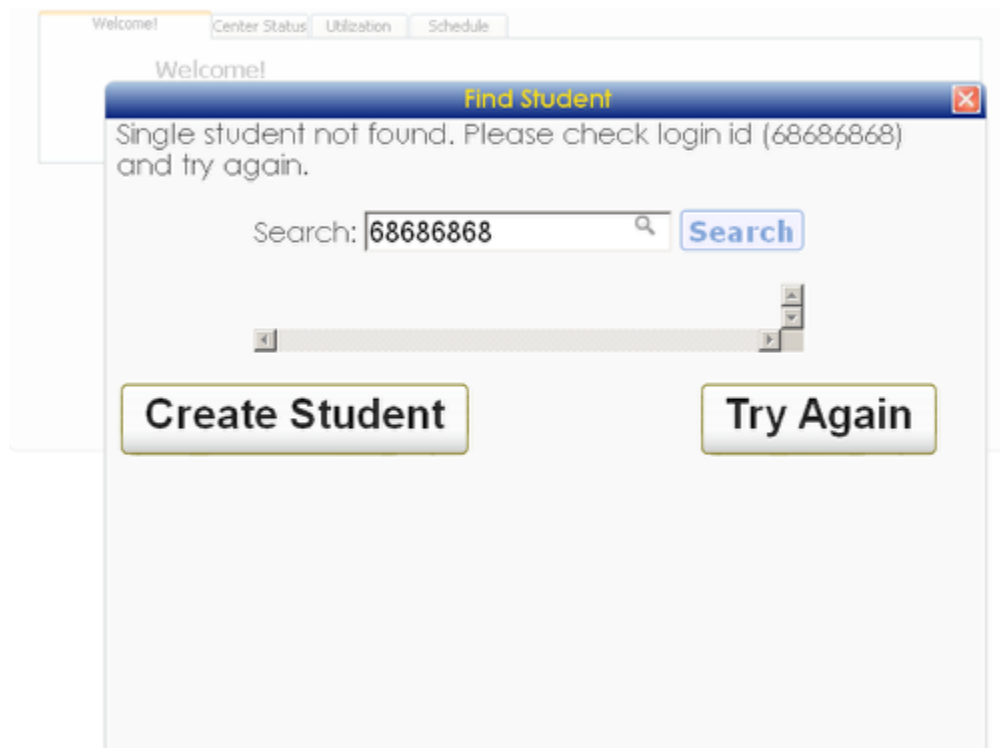 Welcome! Center Status Utilization Schedule
Welcome!
Find Student
Single student not found. Please check login id (68686868)
and try again.
Search: 68686868 Search
Create Student Try Again